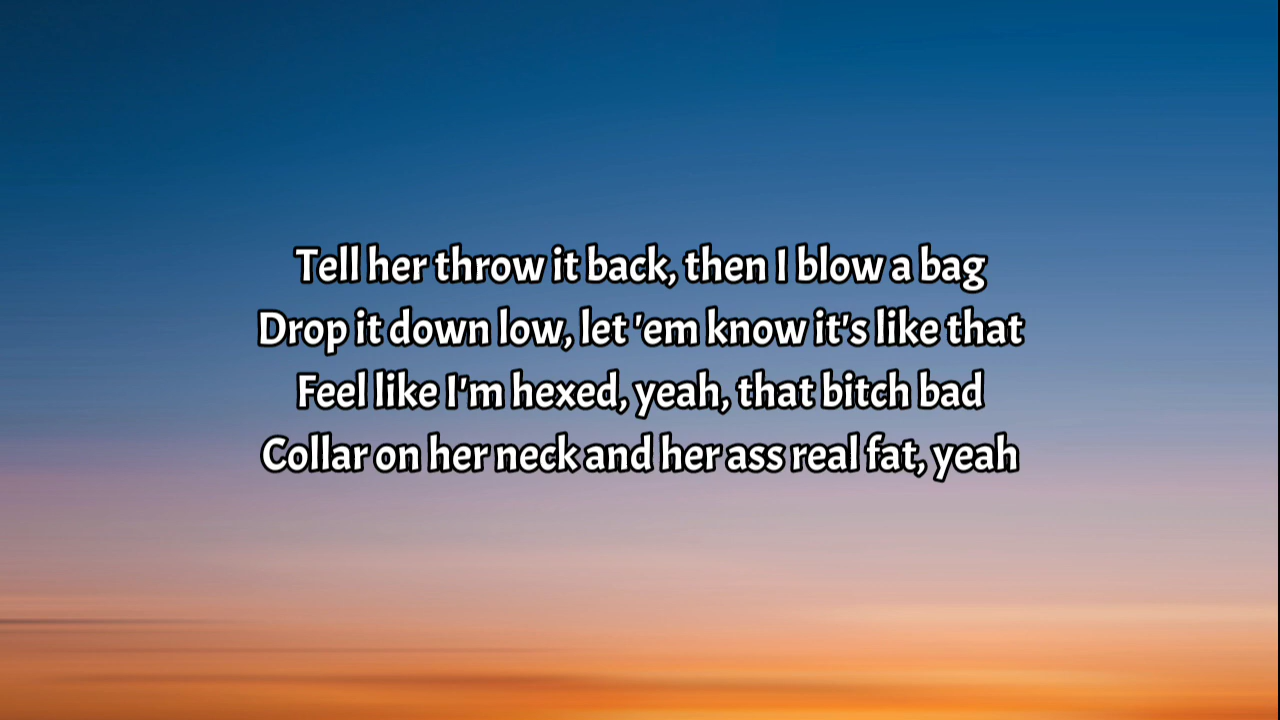 Tell her throw it back, then I blow a bag
Drop it down low, let 'em know it's like that
Feel like I'm hexed, yeah, that bitch bad
Collar on her neck and her ass real fat, yeah